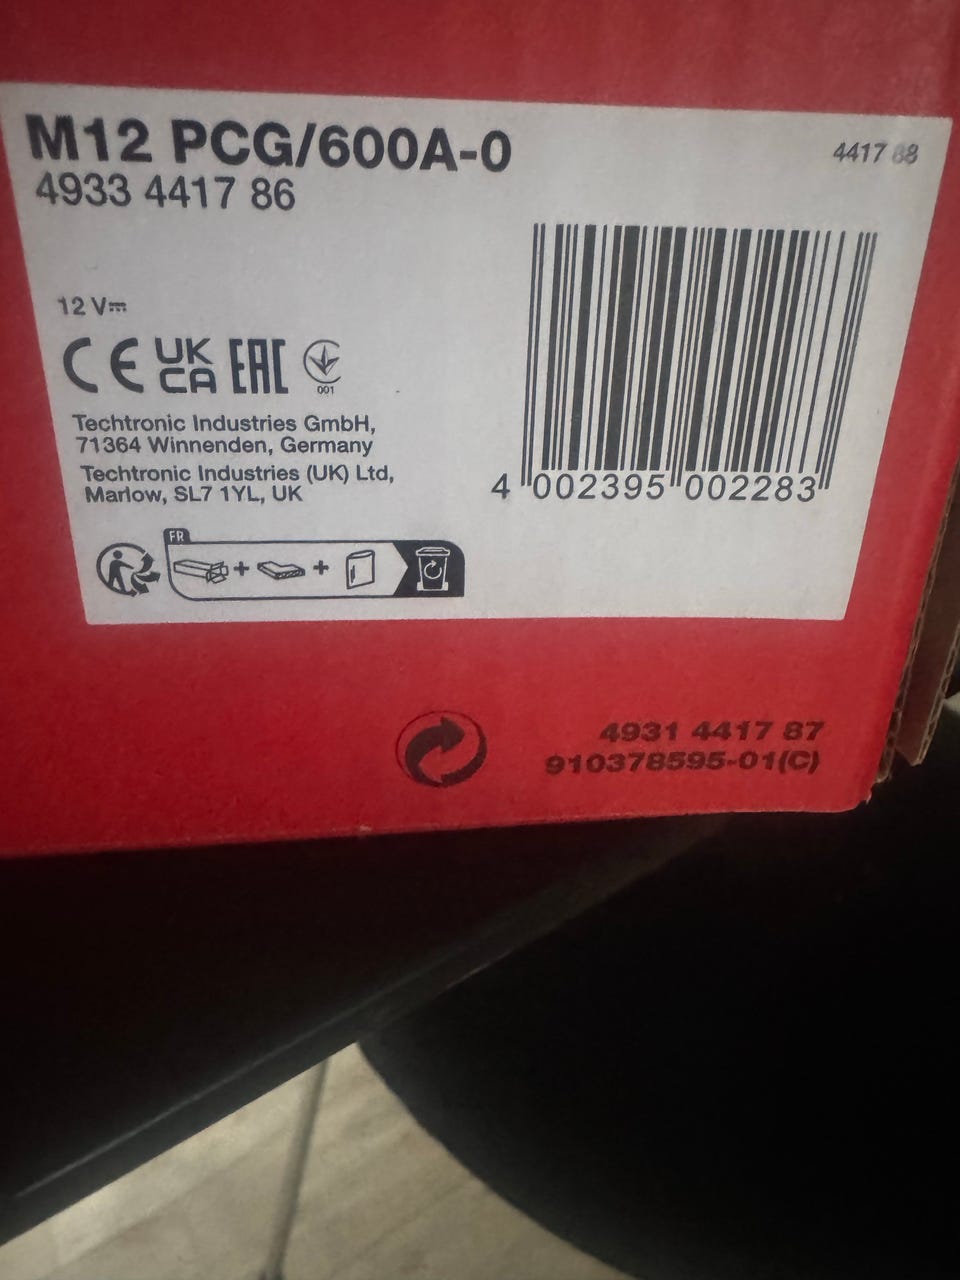 M12 PCG/600A-0
4933 4417 86
4417 88
12 V
CE UK CA EAC
001
Techtronic Industries GmbH,
71364 Winnenden, Germany
Techtronic Industries (UK) Ltd,
Marlow, SL7 1YL, UK
4 002395 002283
FR
4931 4417 87
910378595-01(C)